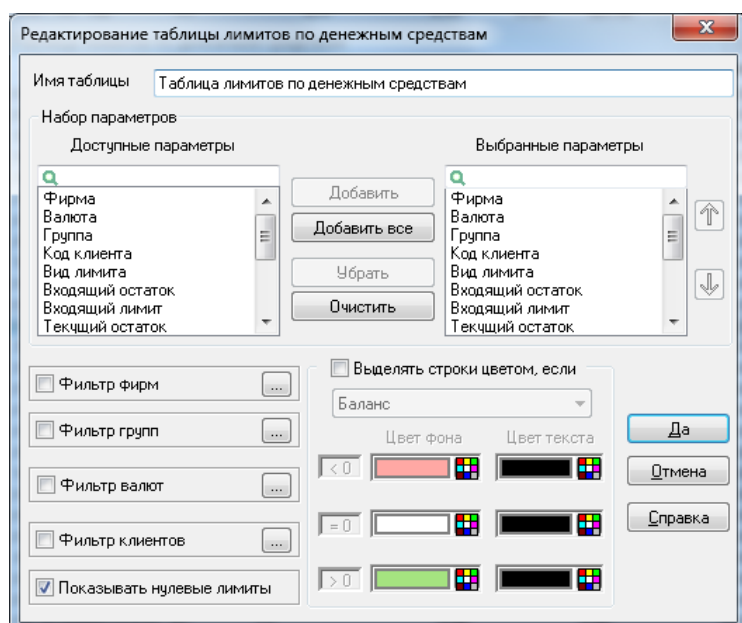 Редактирование таблицы лимитов по денежным средствам
Имя таблицы
Таблица лимитов по денежным средствам
Набор параметров
Доступные параметры
Выбранные параметры
Фирма
Валюта
Группа
Код клиента
Вид лимита
Входящий остаток
Входящий лимит
Текущий остаток
Добавить
Добавить все
Убрать
Очистить
Фирма
Валюта
Группа
Код клиента
Вид лимита
Входящий остаток
Входящий лимит
Текущий остаток
Фильтр фирм
...
Фильтр групп
...
Фильтр валют
...
Фильтр клиентов
...
Показывать нулевые лимиты
Выделять строки цветом, если
Баланс
Цвет фона
Цвет текста
< 0
= 0
> 0
Да
Отмена
Справка